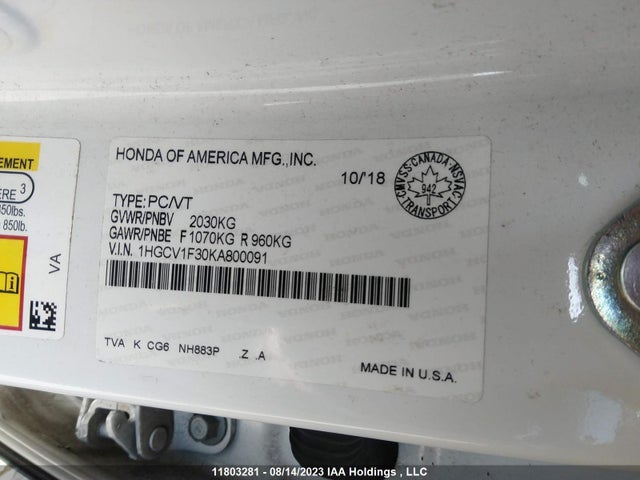 EMENT
ERE 3
850lbs.
850lb.
VA
HONDA OF AMERICA MFG.,INC.
10/18
CMVSS-CANADA-NSVAC
942
TRANSPORT
TYPE:PC/VT
GVWR/PNBV 2030KG
GAWR/PNBE F1070KG R 960KG
V.I.N. 1HGCV1F30KA800091
TVA K CG6 NH883P .Z .A
MADE IN U.S.A.
11803281 - 08/14/2023 IAA Holdings , LLC